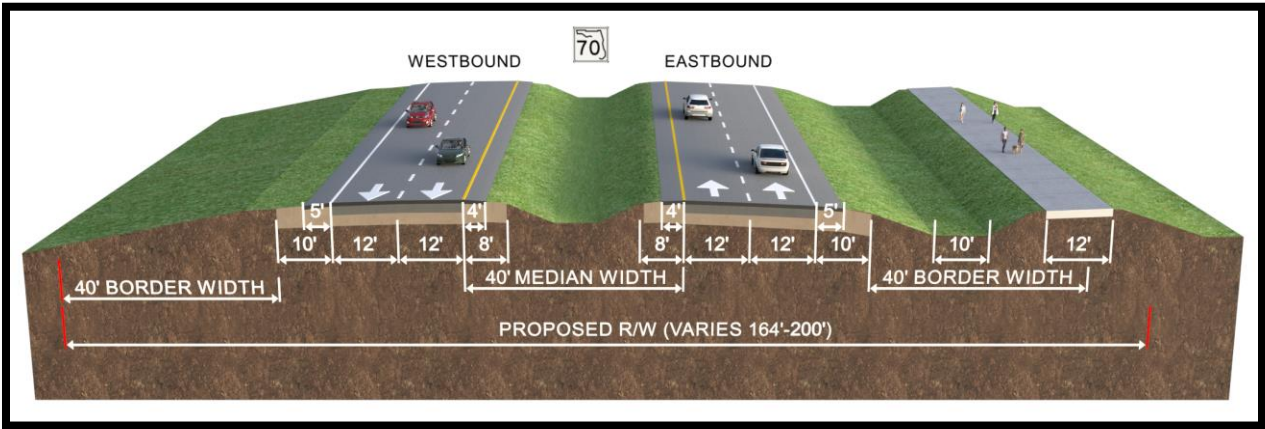 70
WESTBOUND
EASTBOUND
5' 4' 4' 5'
10' 12' 12' 8' 8' 12' 12' 10' 10' 12'
40' BORDER WIDTH 40' MEDIAN WIDTH 40' BORDER WIDTH
PROPOSED R/W (VARIES 164'-200')